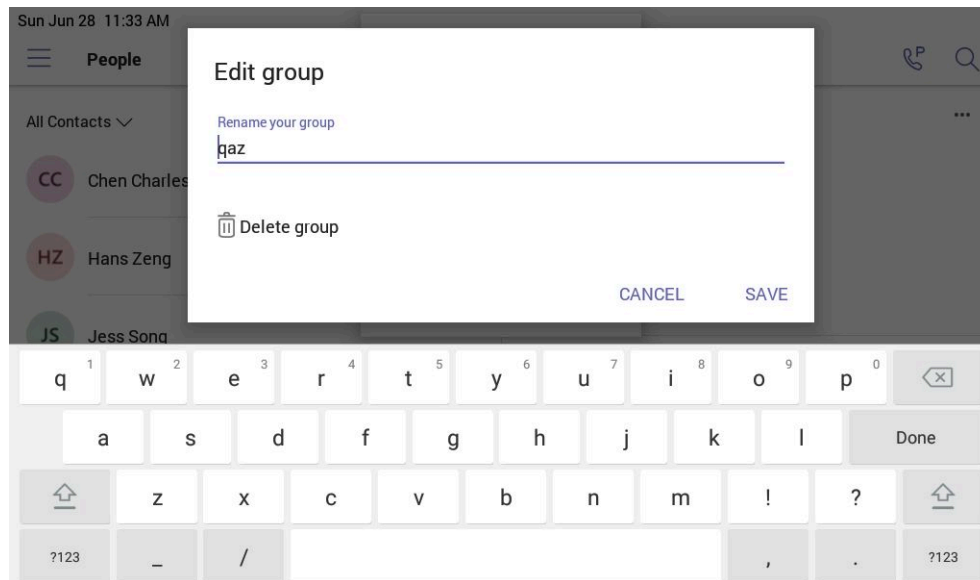 Sun Jun 28 11:33 AM
People
P
All Contacts
CC Chen Charles
HZ Hans Zeng
JS Jess Song
Edit group
Rename your group
qaz
Delete group
CANCEL SAVE
q 1 w 2 e 3 r 4 t 5 y 6 u 7 i 8 o 9 p 0
a s d f g h j k l Done
z x c v b n m ! ?
?123 _ / , . ?123